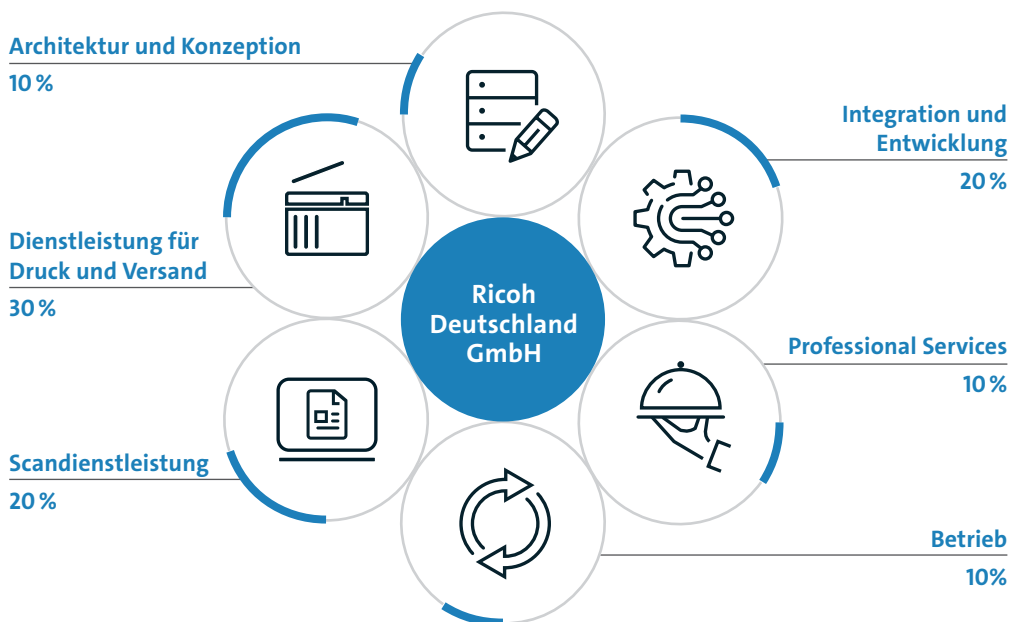 Architektur und Konzeption
10 %
Integration und
Entwicklung
20 %
Dienstleistung für
Druck und Versand
30 %
Ricoh
Deutschland
GmbH
Professional Services
10 %
Scandienstleistung
20 %
Betrieb
10%